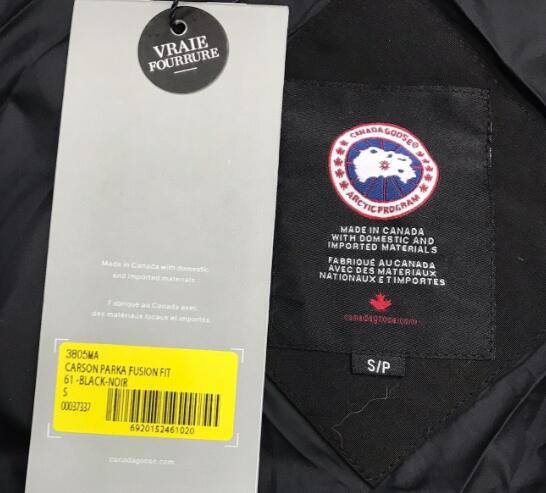 VRAIE
FOURRURE
Made in Canada with domestic
and imported materials
Fabriqué au Canada avec
des matériaux locaux et importés
3805MA
CARSON PARKA FUSION FIT
61 -BLACK-NOIR
S
00037337
6920152461020
canadagoose.com
CANADA GOOSE®
ARCTIC PROGRAM
MADE IN CANADA
WITH DOMESTIC AND
IMPORTED MATERIALS
FABRIQUÉ AU CANADA
AVEC DES MATERIAUX
NATIONAUX ET IMPORTES
canadagoose.com
S/P